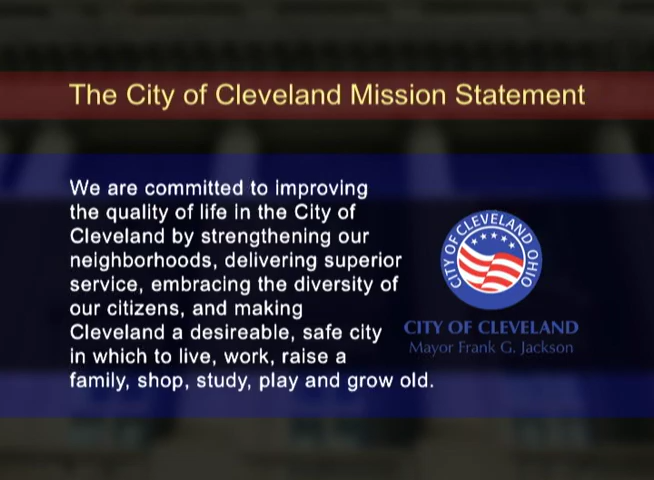 The City of Cleveland Mission Statement
We are committed to improving
the quality of life in the City of
Cleveland by strengthening our
neighborhoods, delivering superior
service, embracing the diversity of
our citizens, and making
Cleveland a desireable, safe city
in which to live, work, raise a
family, shop, study, play and grow old.
CITY OF CLEVELAND OHIO
CITY OF CLEVELAND
Mayor Frank G. Jackson